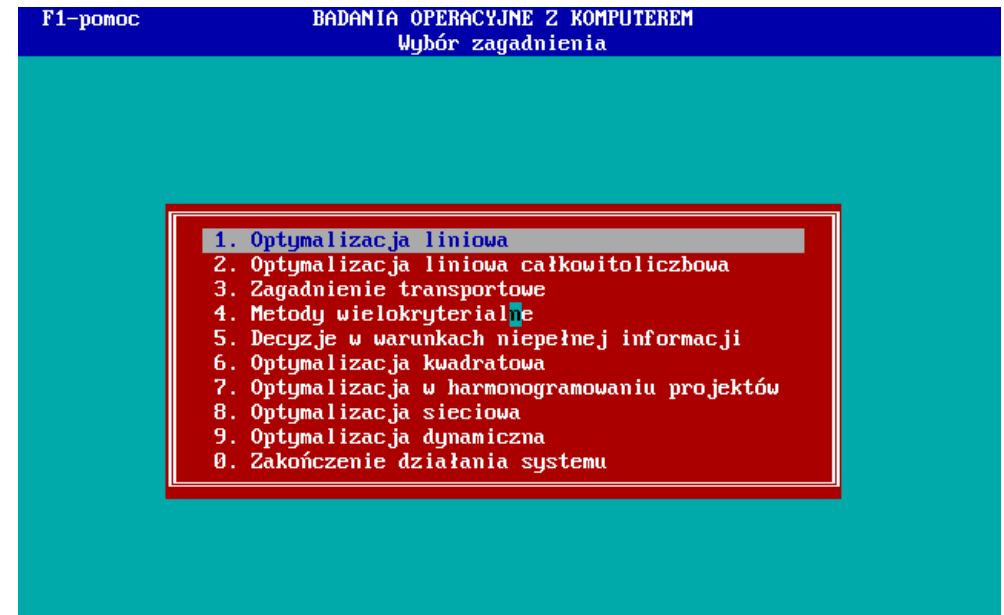 F1-pomoc BADANIA OPERACYJNE Z KOMPUTEREM
Wybór zagadnienia
1. Optymalizacja liniowa
2. Optymalizacja liniowa całkowitoliczbowa
3. Zagadnienie transportowe
4. Metody wielokryterialne
5. Decyzje w warunkach niepełnej informacji
6. Optymalizacja kwadratowa
7. Optymalizacja w harmonogramowaniu projektów
8. Optymalizacja sieciowa
9. Optymalizacja dynamiczna
0. Zakończenie działania systemu